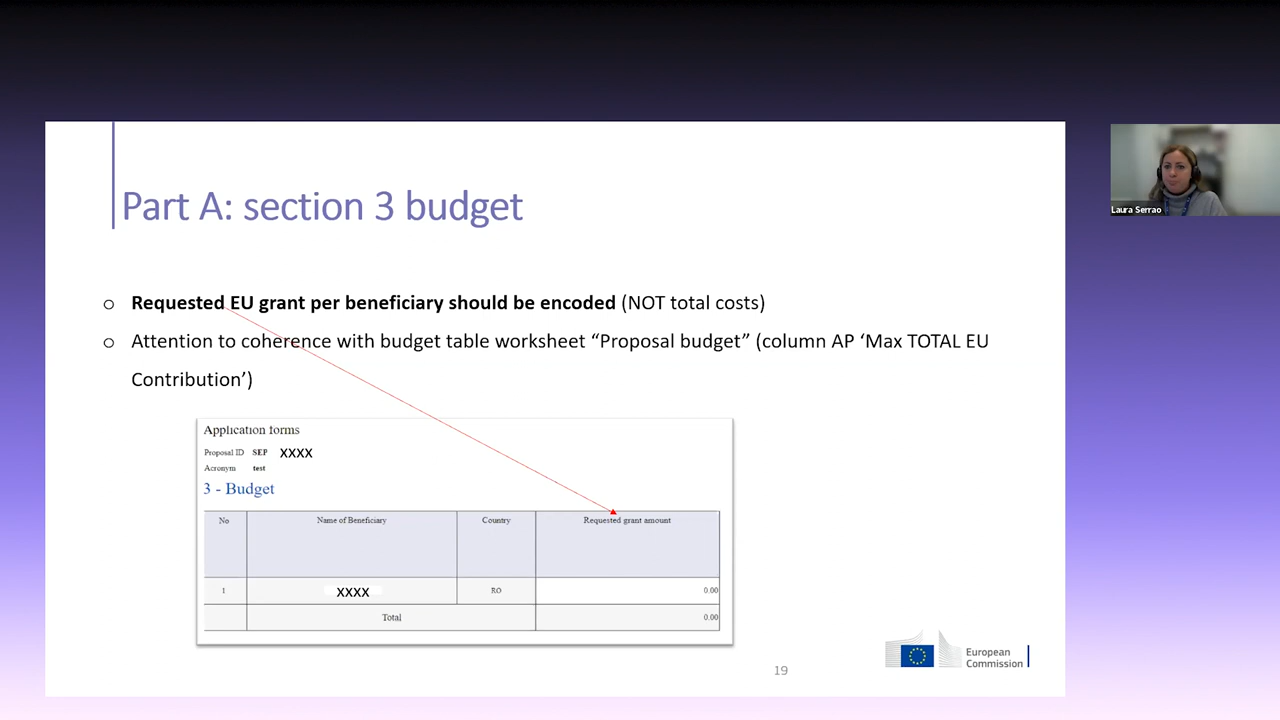 Part A: section 3 budget
Laura Serrao
o Requested EU grant per beneficiary should be encoded (NOT total costs)
o Attention to coherence with budget table worksheet “Proposal budget” (column AP ‘Max TOTAL EU
Contribution’)
Application forms
Proposal ID SEP XXXX
Acronym test
3 - Budget
No Name of Beneficiary Country Requested grant amount
1 XXXX RO 0.00
Total 0.00
European
Commission
19